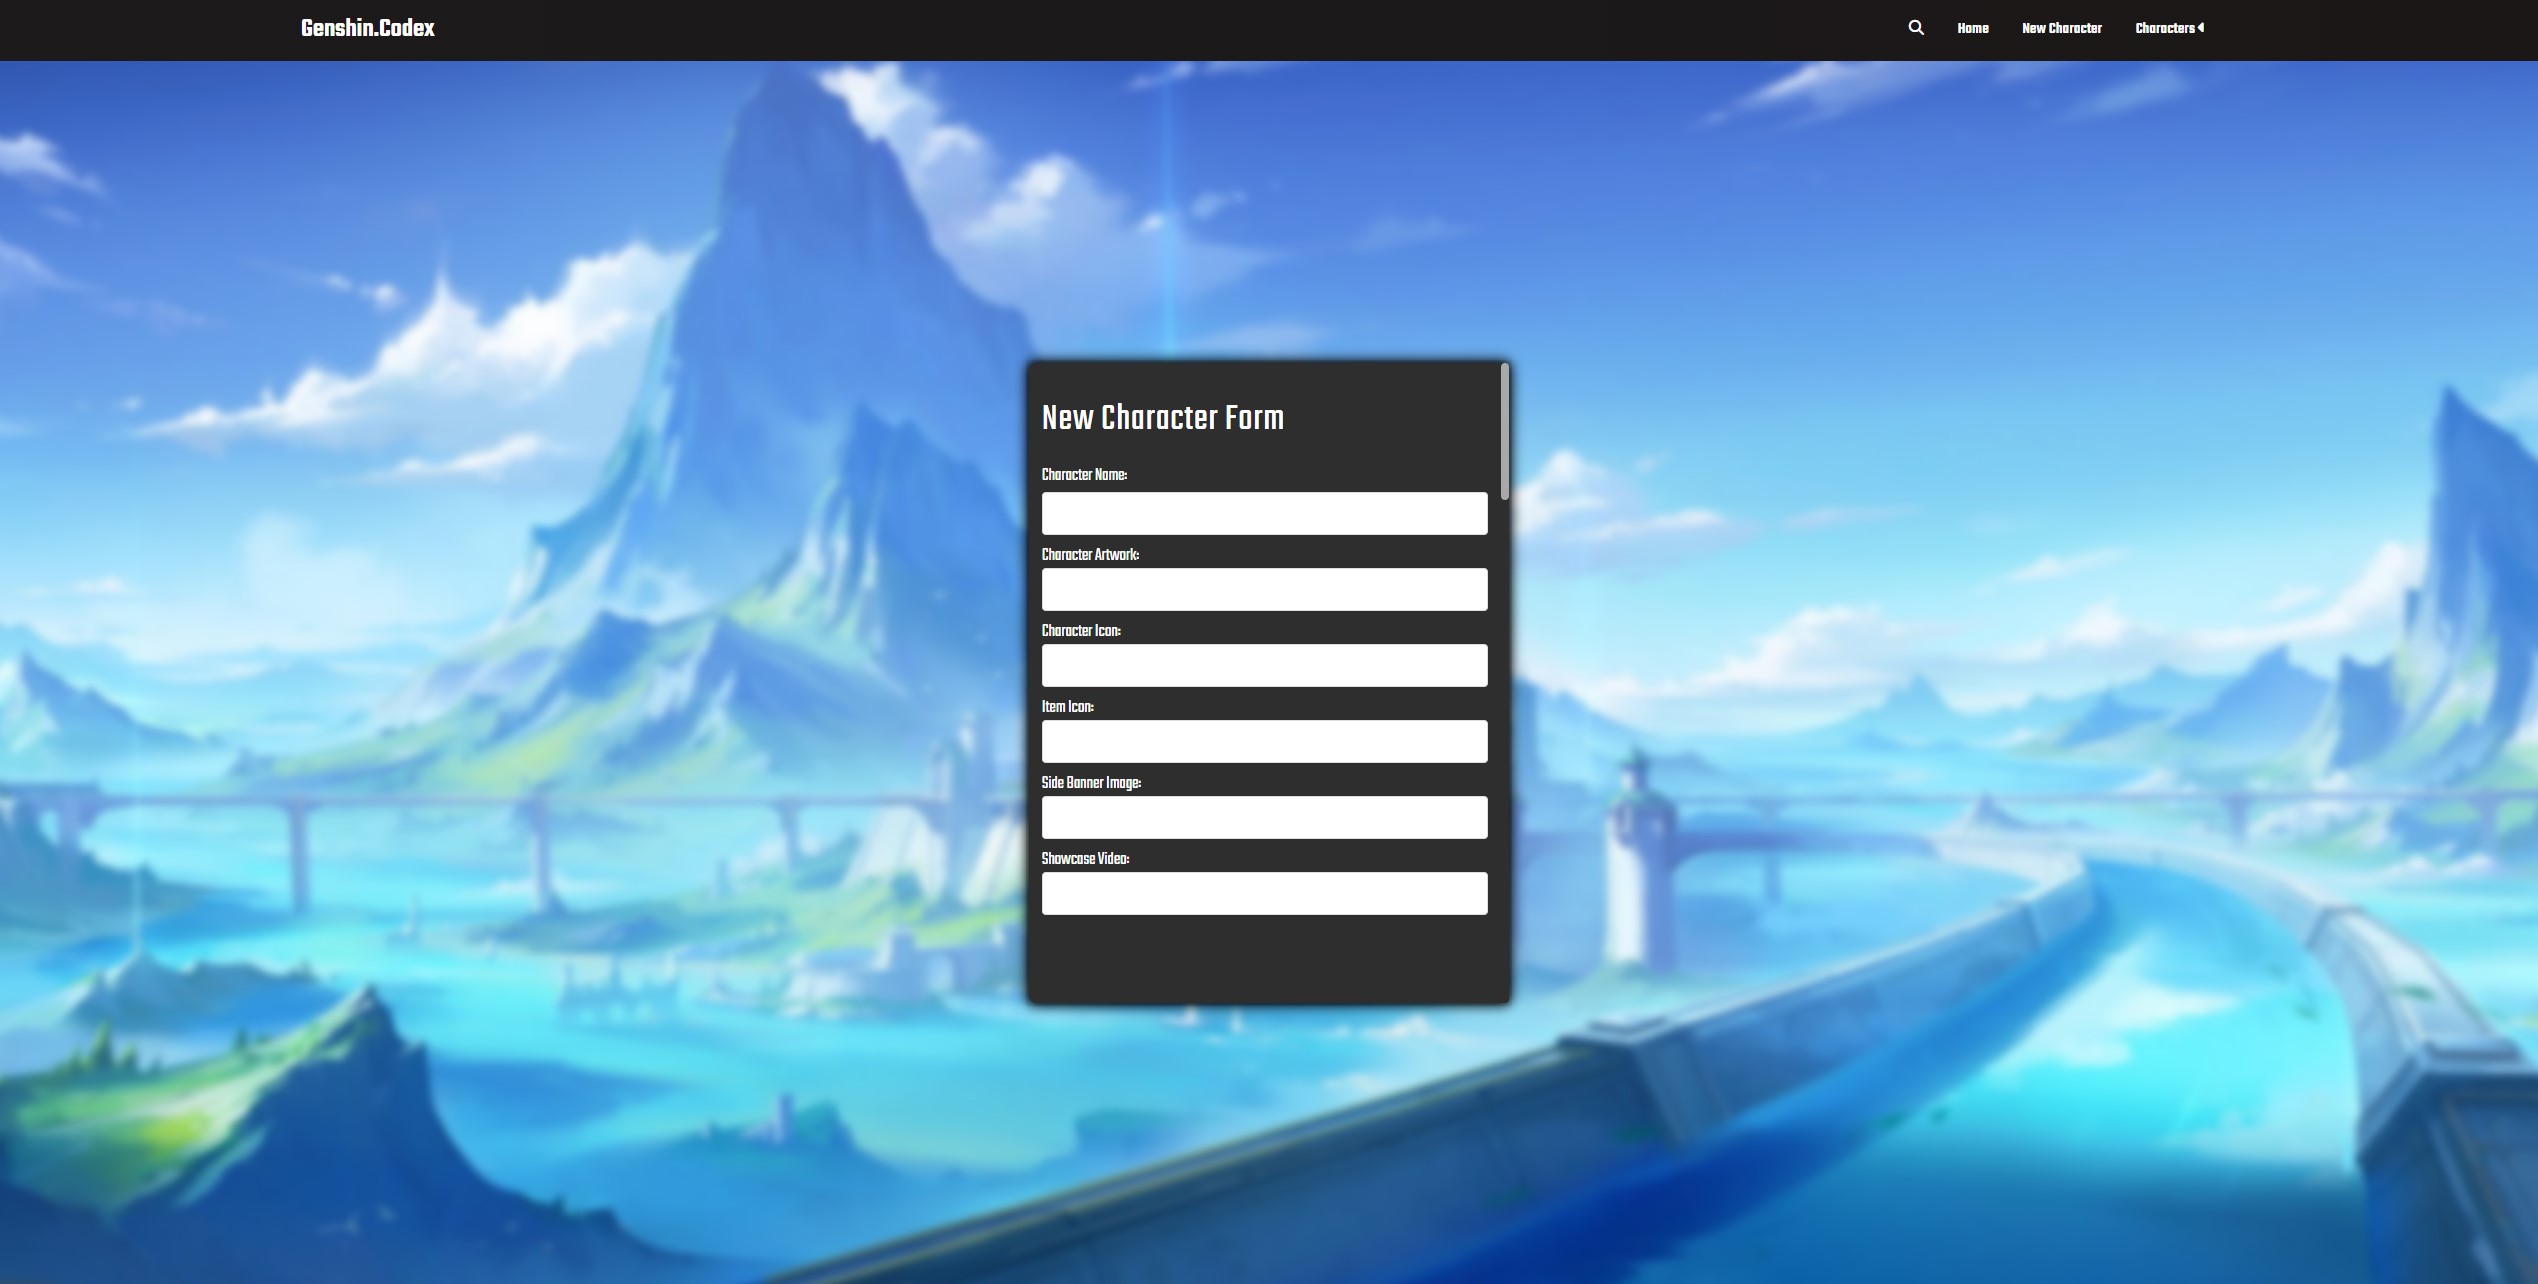 Genshin.Codex
Home New Character Characters
New Character Form
Character Name:
Character Artwork:
Character Icon:
Item Icon:
Side Banner Image:
Showcase Video: